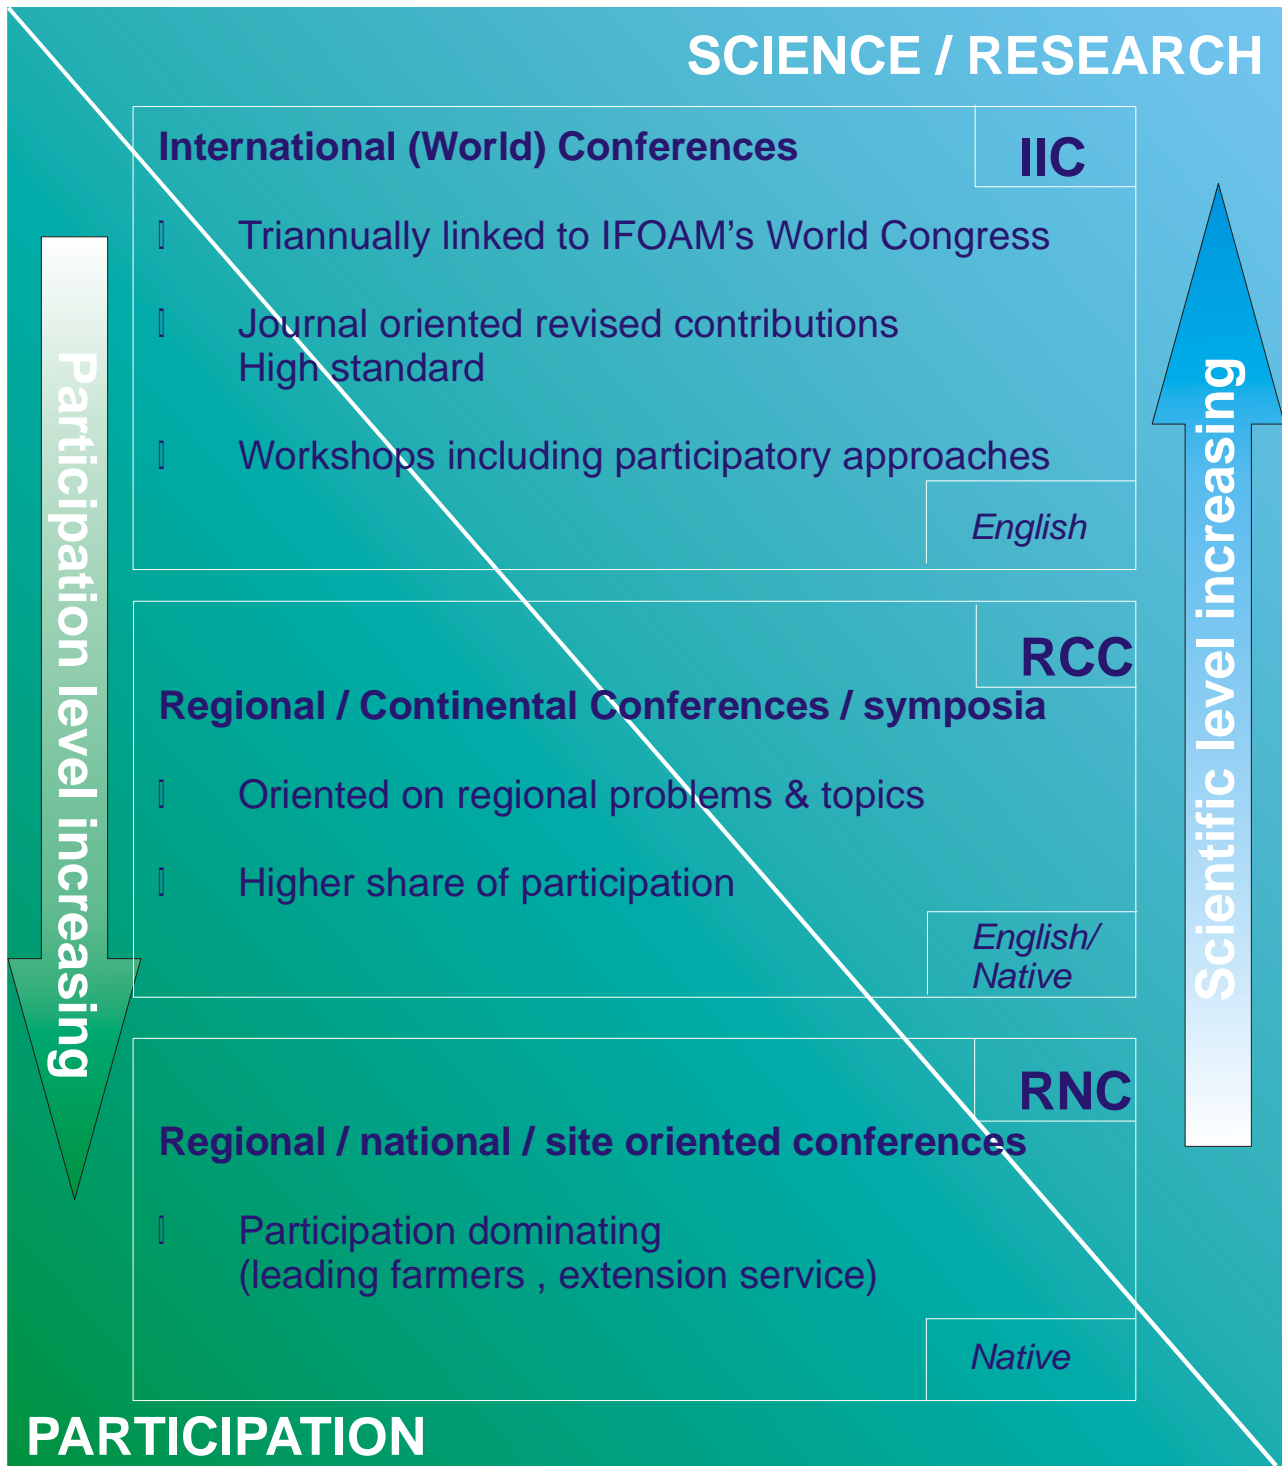 SCIENCE / RESEARCH
International (World) Conferences
IIC
Triannually linked to IFOAM's World Congress
Journal oriented revised contributions
High standard
Workshops including participatory approaches
English
RCC
Regional / Continental Conferences / symposia
Oriented on regional problems & topics
Higher share of participation
English/
Native
RNC
Regional / national / site oriented conferences
Participation dominating
(leading farmers , extension service)
Native
PARTICIPATION
Participation level increasing
Scientific level increasing